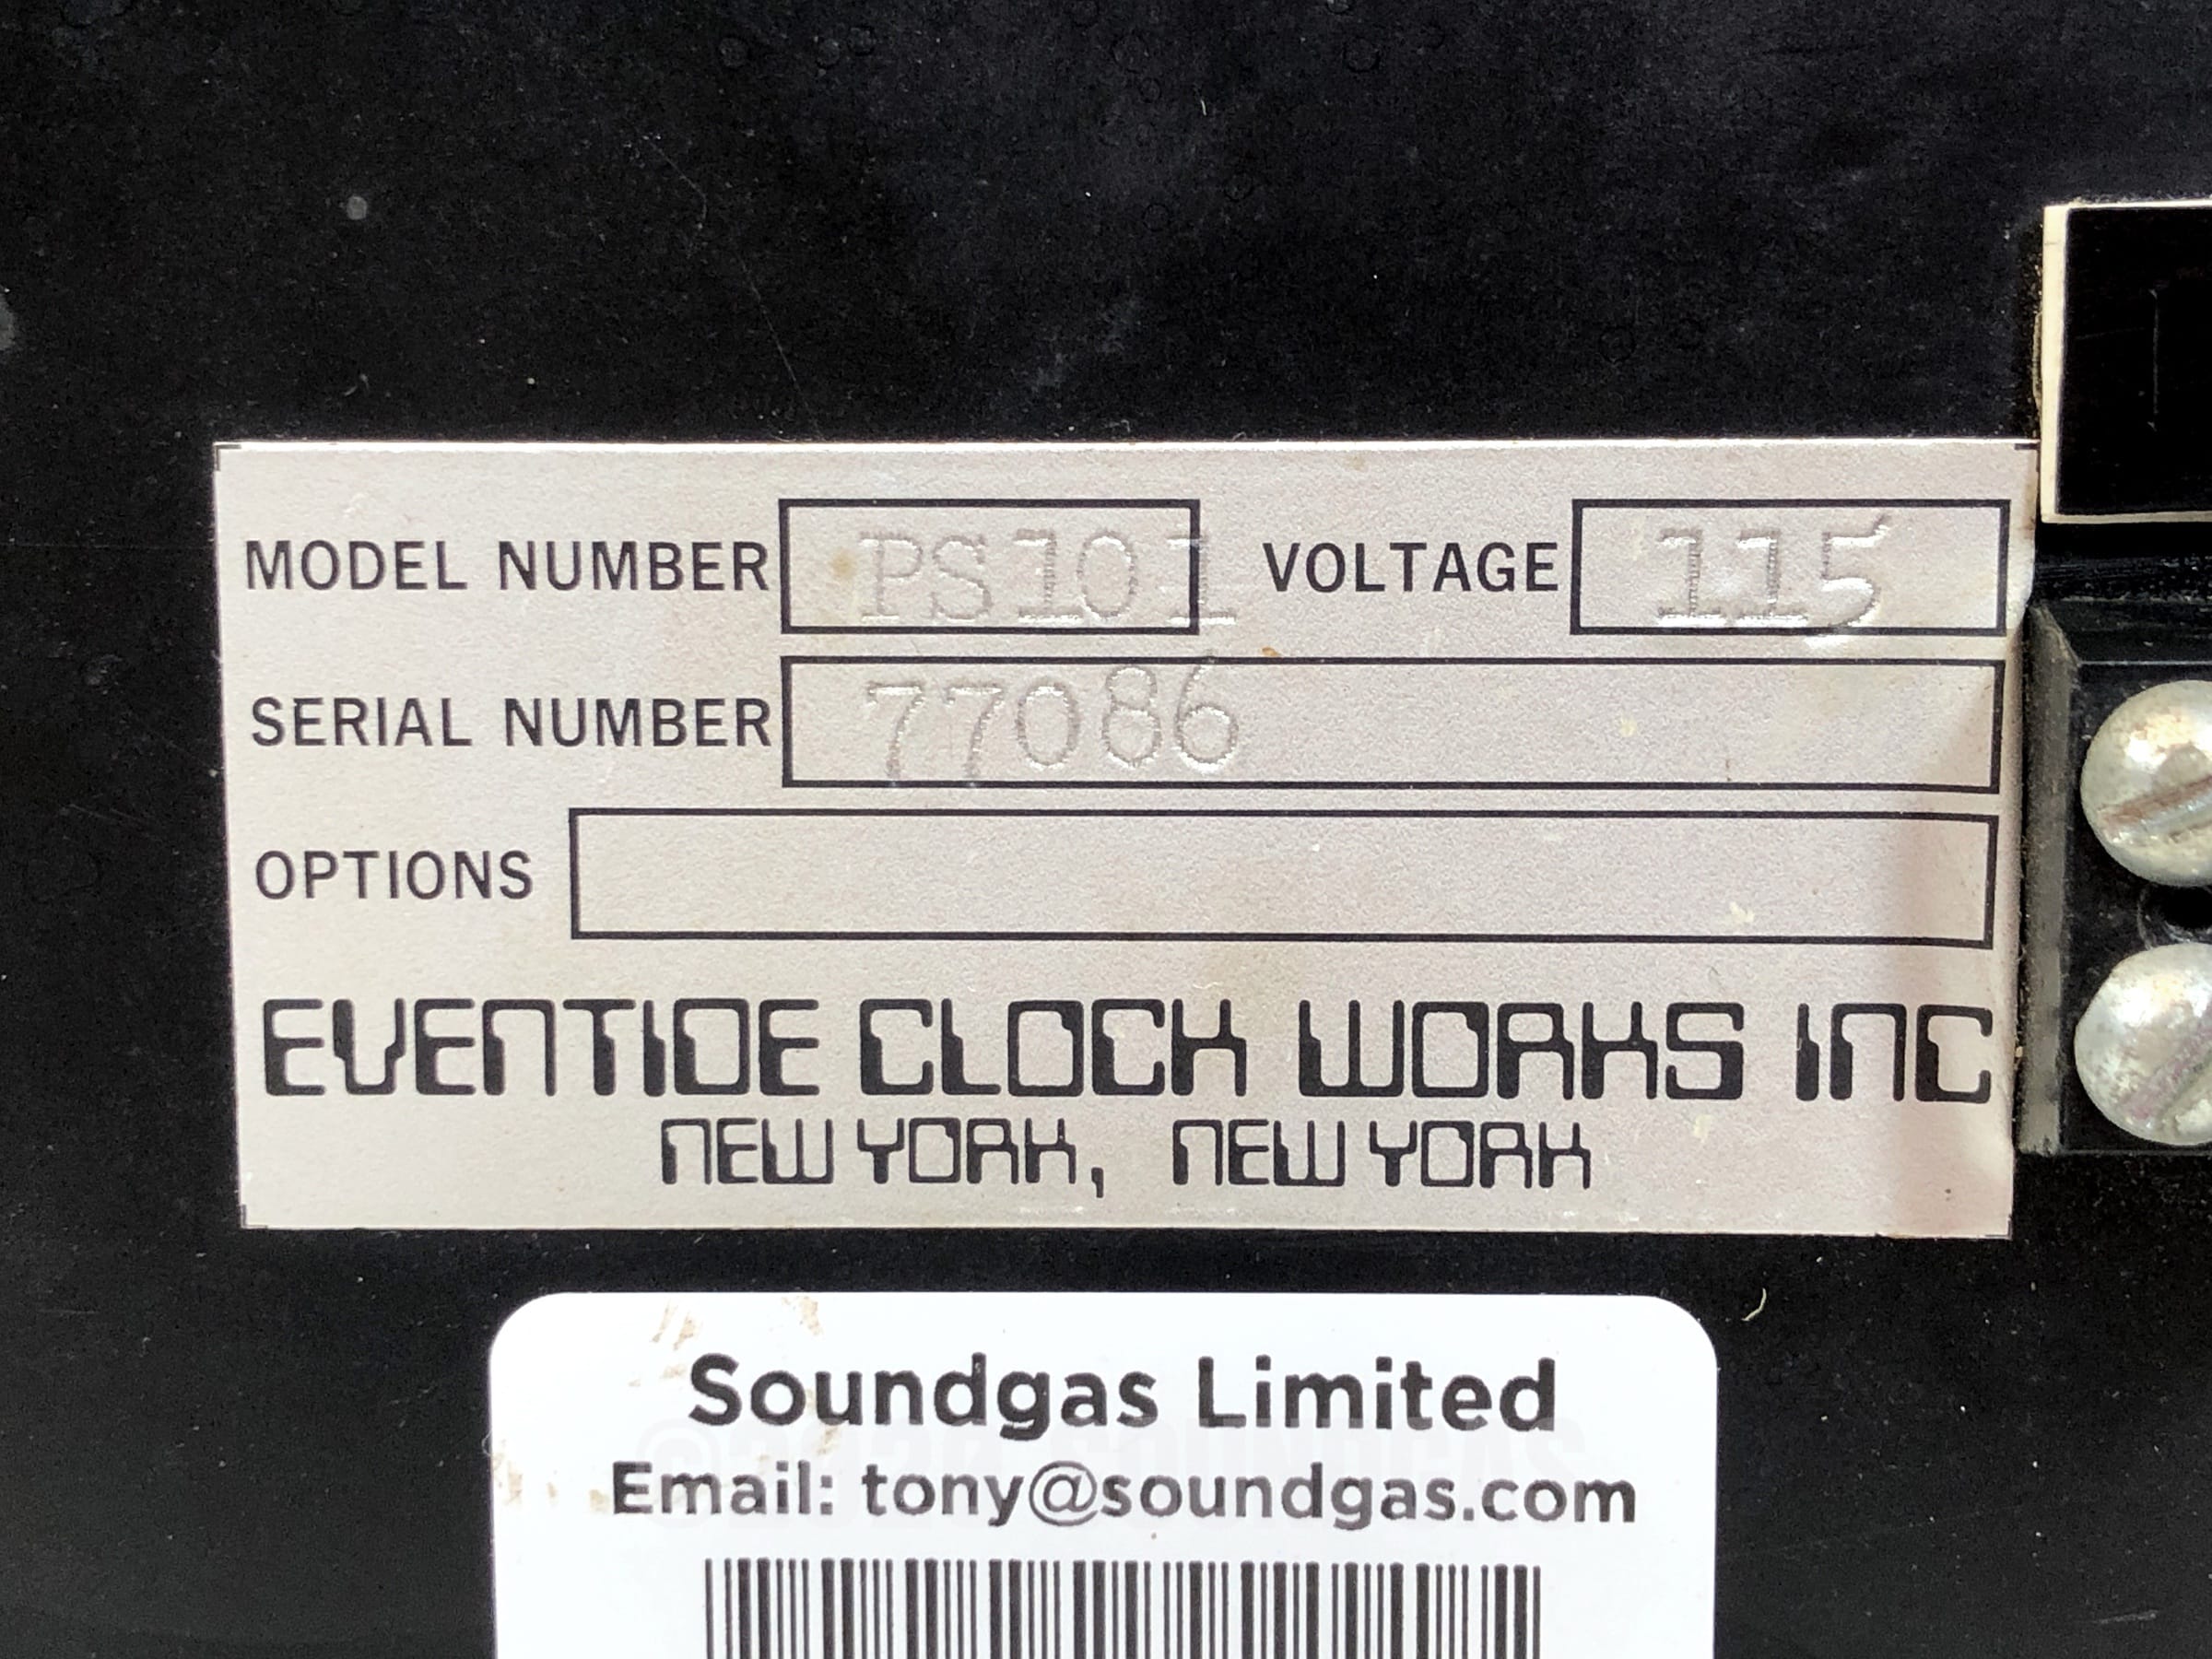 MODEL NUMBER PS101 VOLTAGE 115
SERIAL NUMBER 77086
OPTIONS
EVENTIDE CLOCK WORKS INC
NEW YORK, NEW YORK
Soundgas Limited
Email: tony@soundgas.com